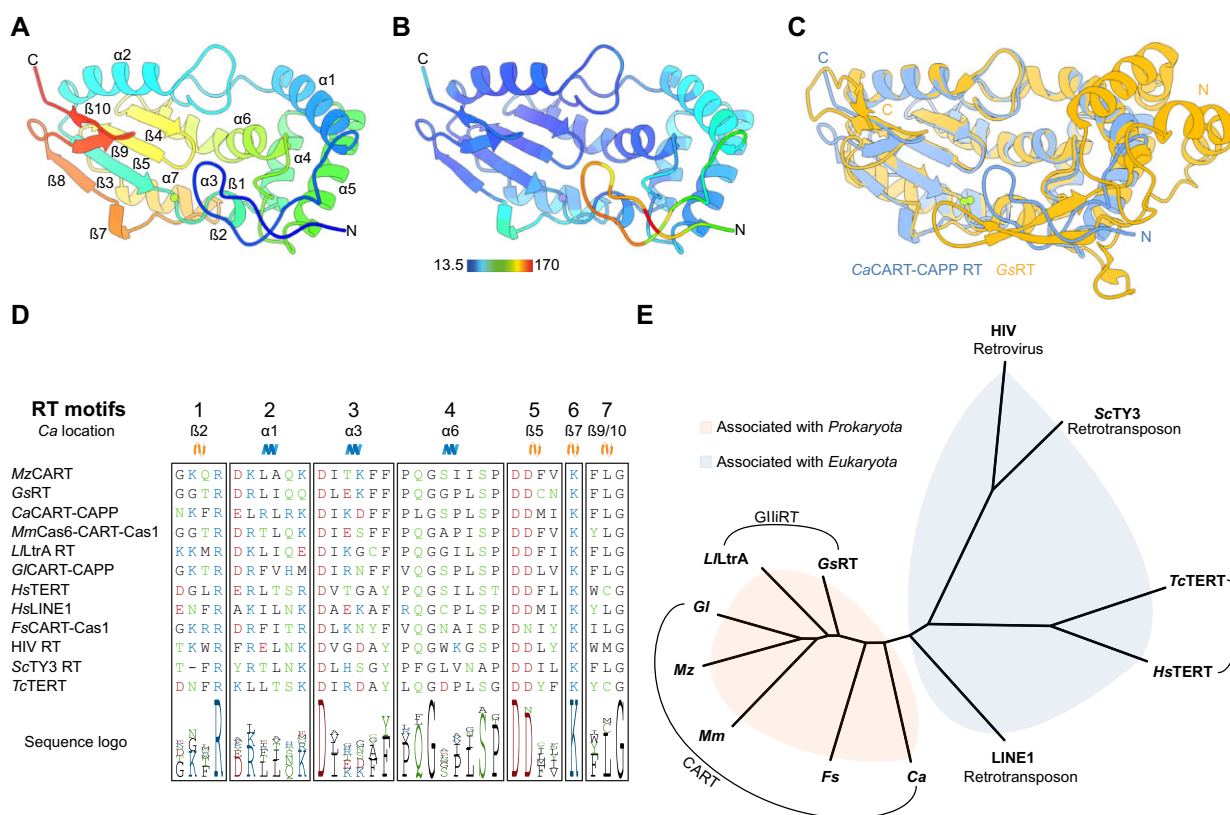 A
C
α2
α1
ß10
ß4
α6
ß9
ß5
α4
ß8
ß3
α7
α3
ß1
α5
ß7
ß2
N
B
C
N
13.5
170
C
C
C
N
N
CaCART-CAPP RT
GsRT
D
RT motifs 1 2 3 4 5 6 7
Ca location ß2 α1 α3 α6 ß5 ß7 ß9/10
MzCART GKQR DKLAQK DITKFF PQGSIISP DDFV K FLG
GsRT GGTR DRLIQQ DLEKFF PQGGPLSP DDCN K FLG
CaCART-CAPP NKFR ELRLRK DIKDFF PLGSPLSP DDMI K FLG
MmCas6-CART-Cas1 GGTR DRTLQK DIESFF PQGAPISP DDFV K YLG
LlLtrA RT KKMR DKLIQE DIKGCF PQGGILSP DDFI K FLG
GlCART-CAPP GKTR DRFVHM DIRNFF VQGSPLSP DDLV K FLG
HsTERT DGLR ERLTSR DVTGAY PQGSILST DDFL K WCG
HsLINE1 ENFR AKILNK DAEKAF RQGCPLSP DDMI K YLG
FsCART-Cas1 GKRR DRFITR DLKNYF VQGNAISP DNIY K ILG
HIV RT TKWR FRELNK DVGDAY PQGWKGSP DDIY K WMG
ScTY3 RT T-FR YRTLNK DLHSGY PFGLVNAP DDIL K FLG
TcTERT DNFR KLLTSK DIRDAY LQGDPLSG DDYF K YCG
Sequence logo
E
HIV
Retrovirus
ScTY3
Retrotransposon
Associated with Prokaryota
Associated with Eukaryota
GIIiRT
LlLtrA
GsRT
TcTERT
Gl
Mz
HsTERT
Mm
LINE1
Retrotransposon
Fs
Ca
CART